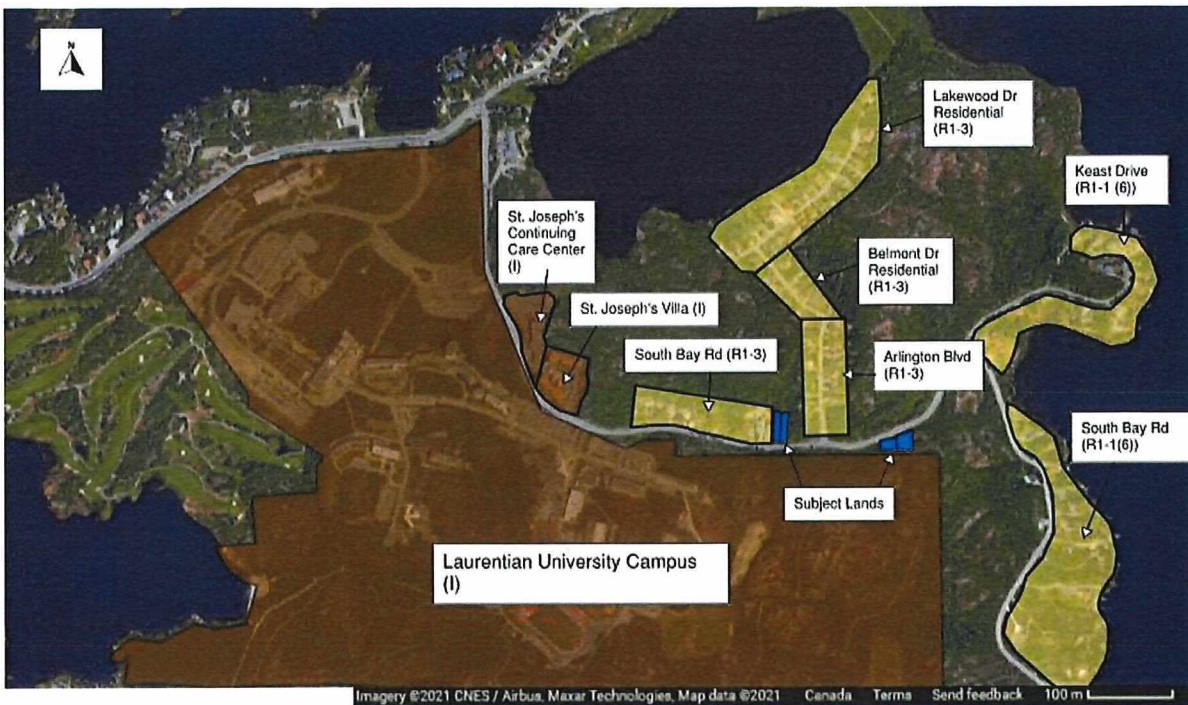 N
Lakewood Dr
Residential
(R1-3)
Keast Drive
(R1-1 (6))
St. Joseph's
Continuing
Care Center
(I)
Belmont Dr
Residential
(R1-3)
St. Joseph's Villa (I)
South Bay Rd (R1-3)
Arlington Blvd
(R1-3)
South Bay Rd
(R1-1(6))
Subject Lands
Laurentian University Campus
(I)
Imagery ©2021 CNES / Airbus, Maxar Technologies, Map data ©2021 Canada Terms Send feedback 100 m